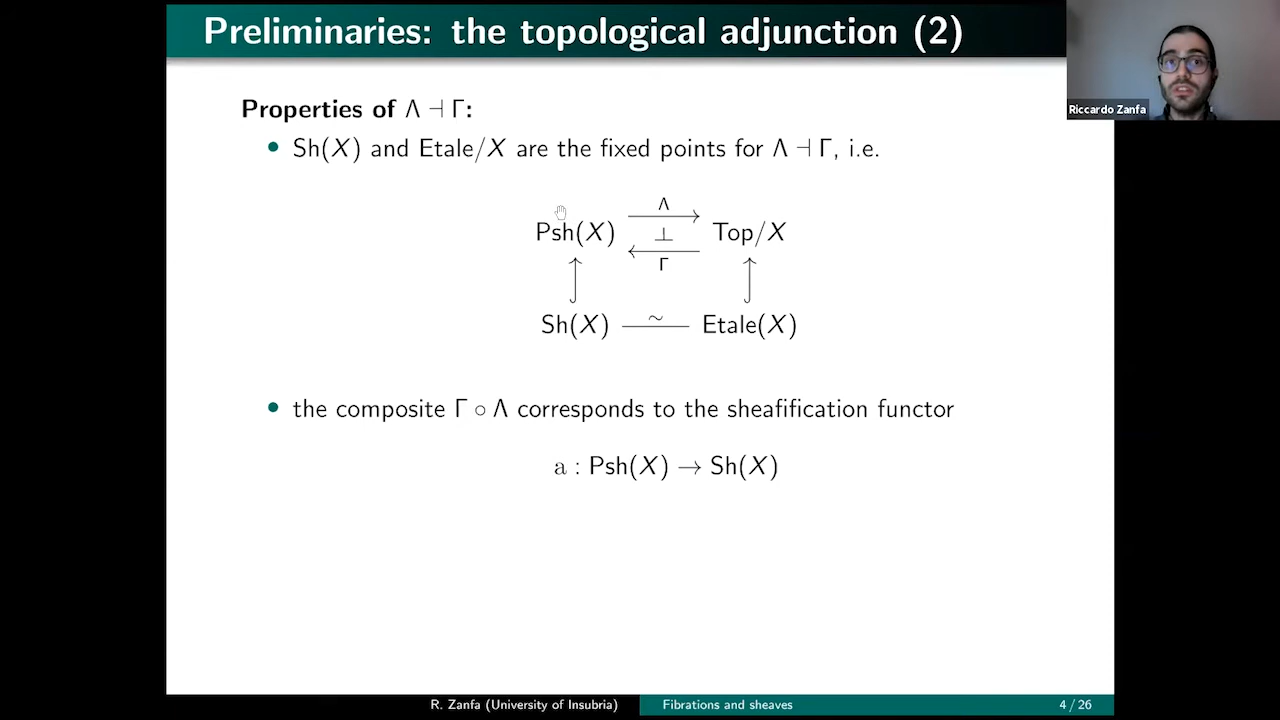 Preliminaries: the topological adjunction (2)
Riccardo Zanfa
Properties of Λ ⊣ Γ:
• Sh(X) and Etale/X are the fixed points for Λ ⊣ Γ, i.e.
Λ
Psh(X) ⊥ Top/X
Γ
Sh(X) ∼ Etale(X)
• the composite Γ ∘ Λ corresponds to the sheafification functor
a : Psh(X) → Sh(X)
R. Zanfa (University of Insubria) Fibrations and sheaves 4 / 26